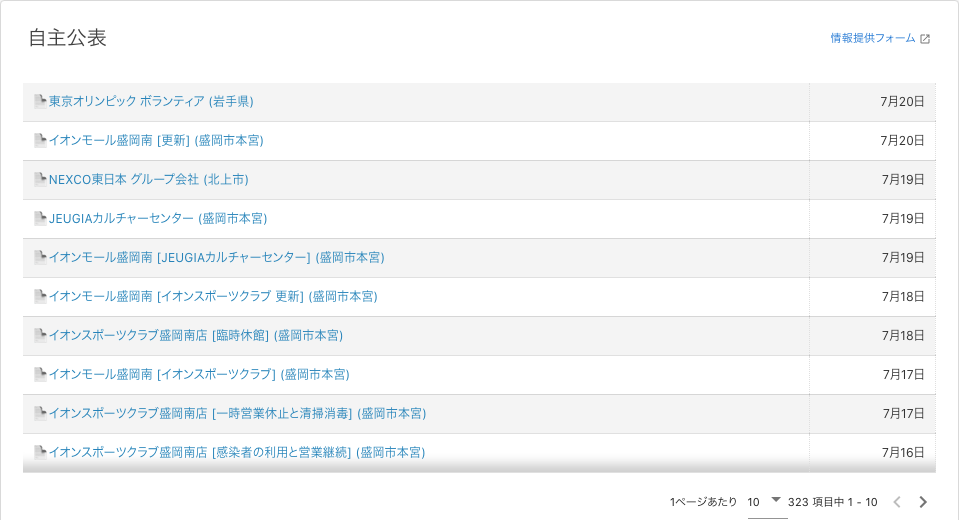 自主公表
情報提供フォーム
東京オリンピック ボランティア (岩手県) 7月20日
イオンモール盛岡南 [更新] (盛岡市本宮) 7月20日
NEXCO東日本 グループ会社 (北上市) 7月19日
JEUGIAカルチャーセンター (盛岡市本宮) 7月19日
イオンモール盛岡南 [JEUGIAカルチャーセンター] (盛岡市本宮) 7月19日
イオンモール盛岡南 [イオンスポーツクラブ 更新] (盛岡市本宮) 7月18日
イオンスポーツクラブ盛岡南店 [臨時休館] (盛岡市本宮) 7月18日
イオンモール盛岡南 [イオンスポーツクラブ] (盛岡市本宮) 7月17日
イオンスポーツクラブ盛岡南店 [一時営業休止と清掃消毒] (盛岡市本宮) 7月17日
イオンスポーツクラブ盛岡南店 [感染者の利用と営業継続] (盛岡市本宮) 7月16日
1ページあたり 10 323 項目中 1 - 10